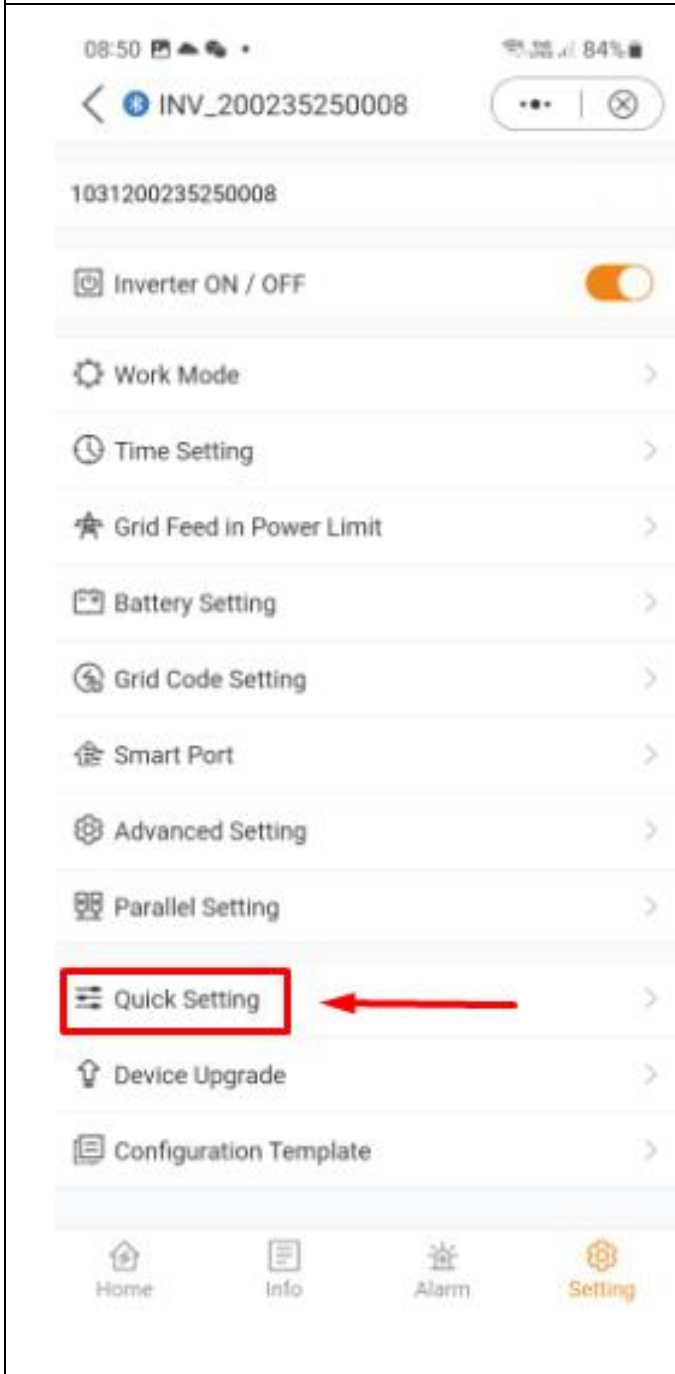 08:50
84%
INV_200235250008
1031200235250008
Inverter ON / OFF
Work Mode
Time Setting
Grid Feed in Power Limit
Battery Setting
Grid Code Setting
Smart Port
Advanced Setting
Parallel Setting
Quick Setting
Device Upgrade
Configuration Template
Home Info Alarm Setting